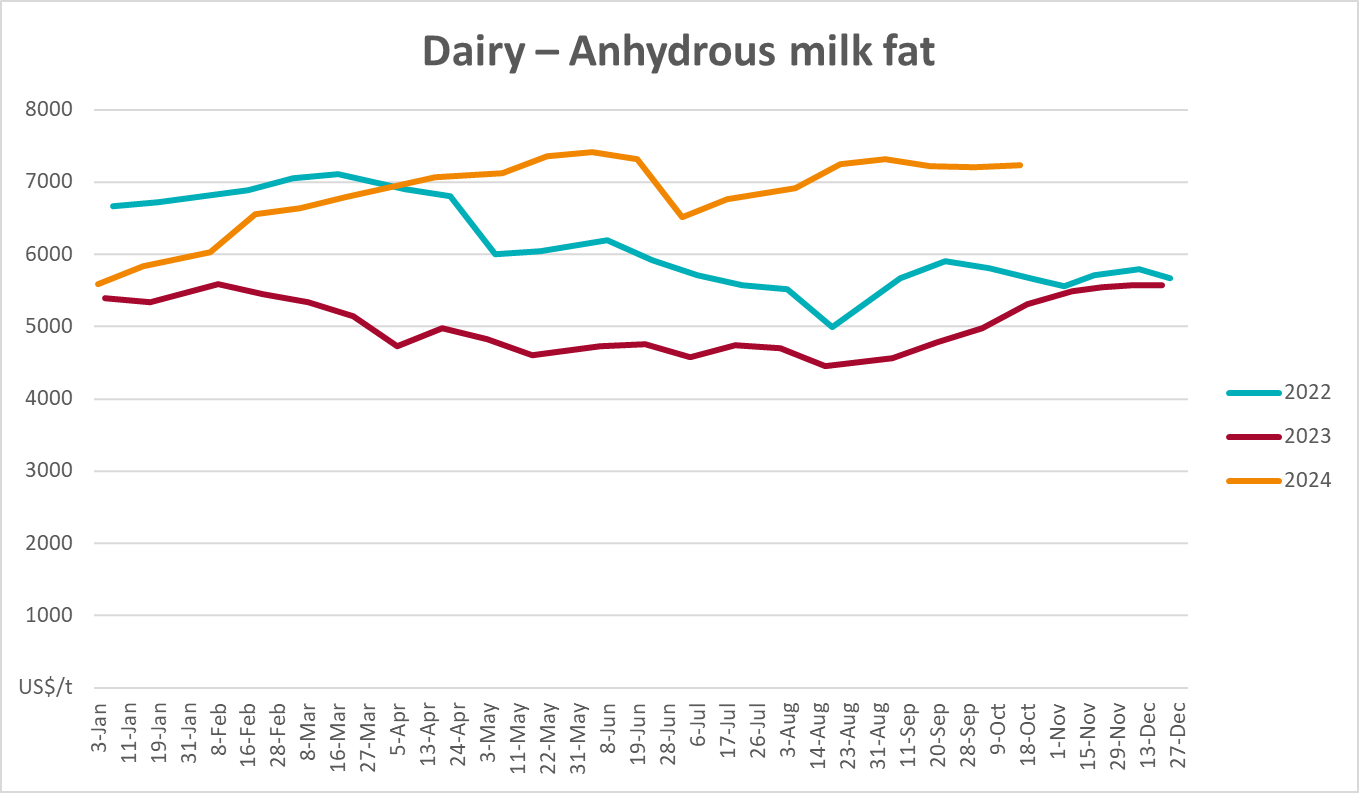 Dairy – Anhydrous milk fat
8000
7000
6000
5000
4000
3000
2000
1000
US$/t
3-Jan
11-Jan
19-Jan
31-Jan
8-Feb
16-Feb
28-Feb
8-Mar
16-Mar
27-Mar
5-Apr
13-Apr
24-Apr
3-May
11-May
22-May
31-May
8-Jun
19-Jun
28-Jun
6-Jul
17-Jul
26-Jul
3-Aug
14-Aug
23-Aug
31-Aug
11-Sep
20-Sep
28-Sep
9-Oct
18-Oct
1-Nov
15-Nov
29-Nov
13-Dec
27-Dec
2022
2023
2024